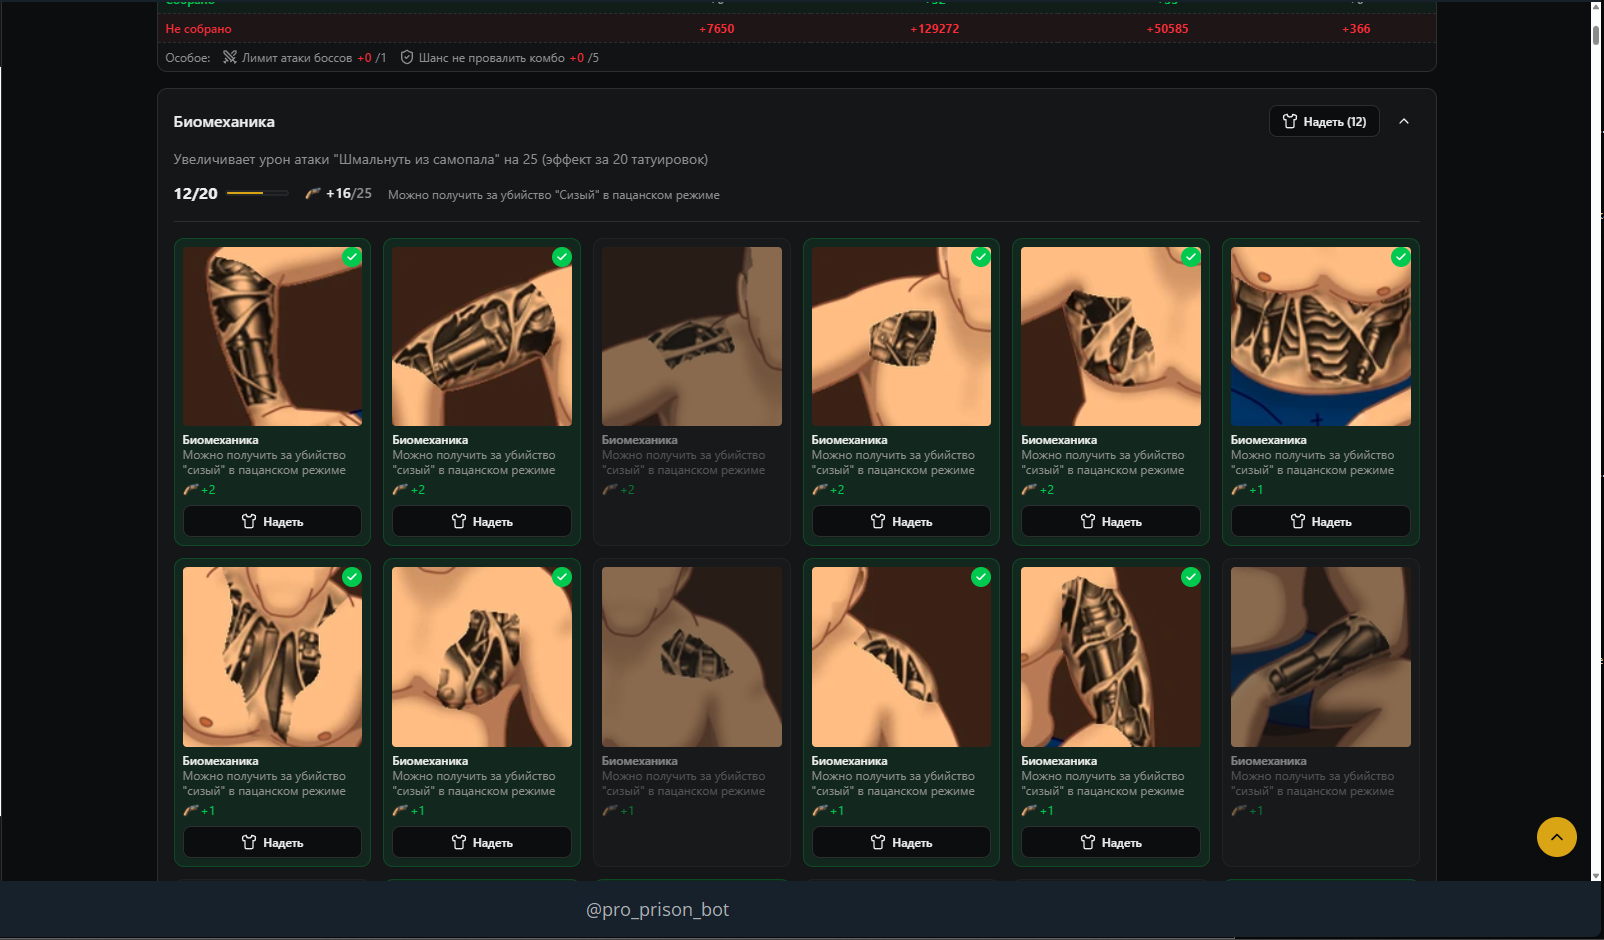 Собрано +32 +33
Не собрано +7650 +129272 +50585 +366
Особое: Лимит атаки боссов +0 /1 Шанс не провалить комбо +0 /5
Биомеханика
Надеть (12)
Увеличивает урон атаки "Шмальнуть из самопала" на 25 (эффект за 20 татуировок)
12/20 +16/25 Можно получить за убийство "Сизый" в пацанском режиме
Биомеханика
Можно получить за убийство
"сизый" в пацанском режиме
+2
Надеть
Биомеханика
Можно получить за убийство
"сизый" в пацанском режиме
+2
Надеть
Биомеханика
Можно получить за убийство
"сизый" в пацанском режиме
+2
Биомеханика
Можно получить за убийство
"сизый" в пацанском режиме
+2
Надеть
Биомеханика
Можно получить за убийство
"сизый" в пацанском режиме
+2
Надеть
Биомеханика
Можно получить за убийство
"сизый" в пацанском режиме
+1
Надеть
Биомеханика
Можно получить за убийство
"сизый" в пацанском режиме
+1
Надеть
Биомеханика
Можно получить за убийство
"сизый" в пацанском режиме
+1
Надеть
Биомеханика
Можно получить за убийство
"сизый" в пацанском режиме
+1
Биомеханика
Можно получить за убийство
"сизый" в пацанском режиме
+1
Надеть
Биомеханика
Можно получить за убийство
"сизый" в пацанском режиме
+1
Надеть
Биомеханика
Можно получить за убийство
"сизый" в пацанском режиме
+1
@pro_prison_bot